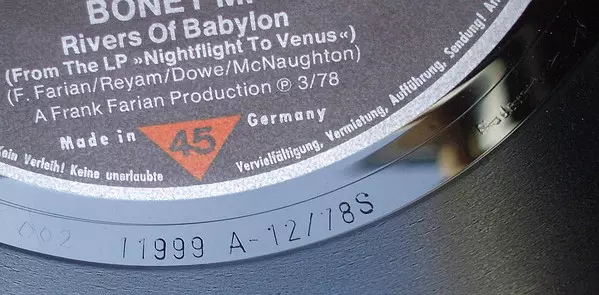 BONEY M.
Rivers Of Babylon
(From The LP »Nightflight To Venus«)
(F. Farian/Reyam/Dowe/McNaughton)
A Frank Farian Production ℗ 3/78
Made in 45 Germany
Kein Verleih! Keine unerlaubte Vervielfältigung, Vermietung, Aufführung, Sendung!
002 11999 A-12/78S